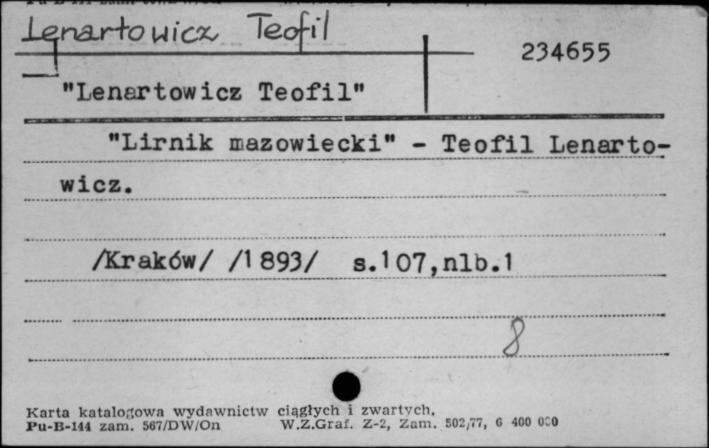 Lenartowicz Teofil
234655
"Lenartowicz Teofil"
"Lirnik mazowiecki" - Teofil Lenarto-
wicz.
/Kraków/ /1893/ s.107,nlb.1
8
Karta katalogowa wydawnictw ciągłych i zwartych.
Pu-B-144 zam. 567/DW/On W.Z.Graf. Z-2, Zam. 502/77, 6 400 000